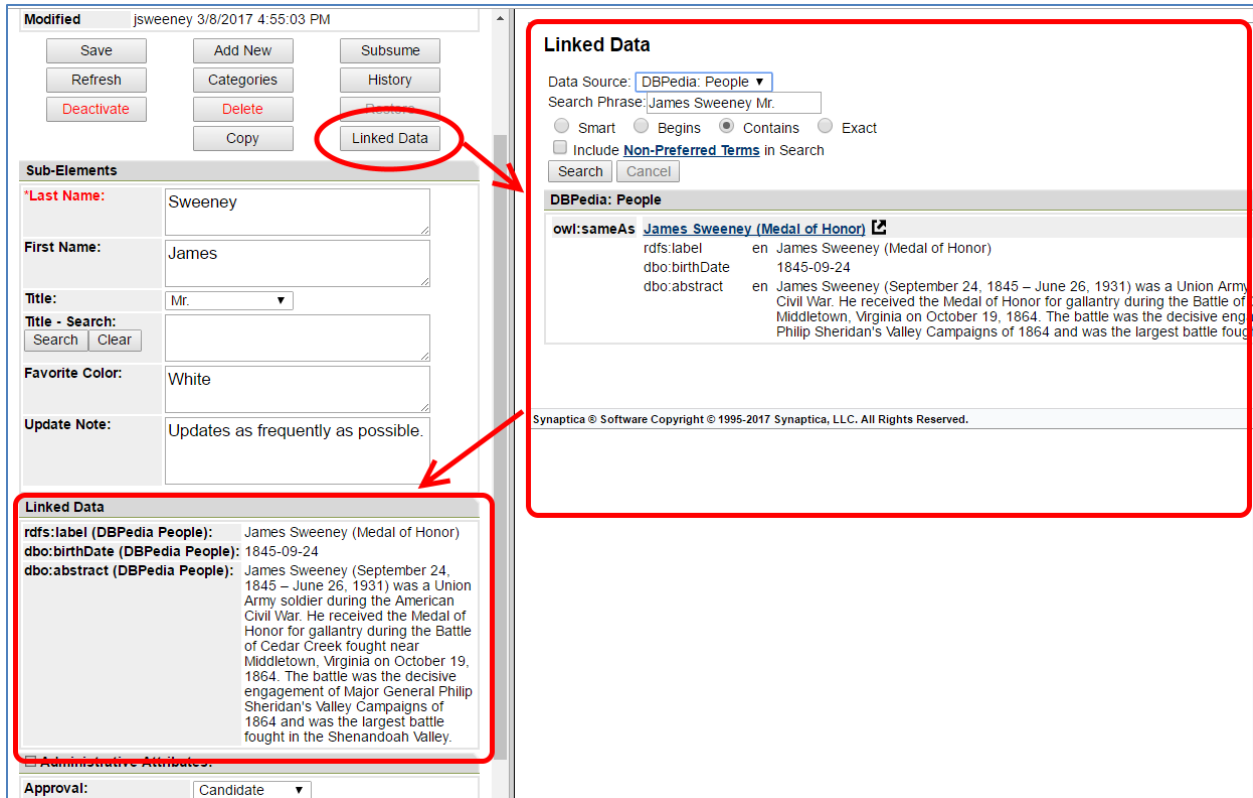 Modified jsweeney 3/8/2017 4:55:03 PM
Save Add New Subsume
Refresh Categories History
Deactivate Delete Restore
Copy Linked Data
Sub-Elements
*Last Name: Sweeney
First Name: James
Title: Mr.
Title - Search:
Search Clear
Favorite Color: White
Update Note: Updates as frequently as possible.
Linked Data
rdfs:label (DBPedia People): James Sweeney (Medal of Honor)
dbo:birthDate (DBPedia People): 1845-09-24
dbo:abstract (DBPedia People): James Sweeney (September 24,
1845 – June 26, 1931) was a Union
Army soldier during the American
Civil War. He received the Medal of
Honor for gallantry during the Battle
of Cedar Creek fought near
Middletown, Virginia on October 19,
1864. The battle was the decisive
engagement of Major General Philip
Sheridan's Valley Campaigns of
1864 and was the largest battle
fought in the Shenandoah Valley.
Administrative Attributes:
Approval: Candidate
Linked Data
Data Source: DBPedia: People
Search Phrase: James Sweeney Mr.
Smart Begins Contains Exact
Include Non-Preferred Terms in Search
Search Cancel
DBPedia: People
owl:sameAs James Sweeney (Medal of Honor)
rdfs:label en James Sweeney (Medal of Honor)
dbo:birthDate 1845-09-24
dbo:abstract en James Sweeney (September 24, 1845 – June 26, 1931) was a Union Army
Civil War. He received the Medal of Honor for gallantry during the Battle of
Middletown, Virginia on October 19, 1864. The battle was the decisive eng
Philip Sheridan's Valley Campaigns of 1864 and was the largest battle foug
Synaptica ® Software Copyright © 1995-2017 Synaptica, LLC. All Rights Reserved.